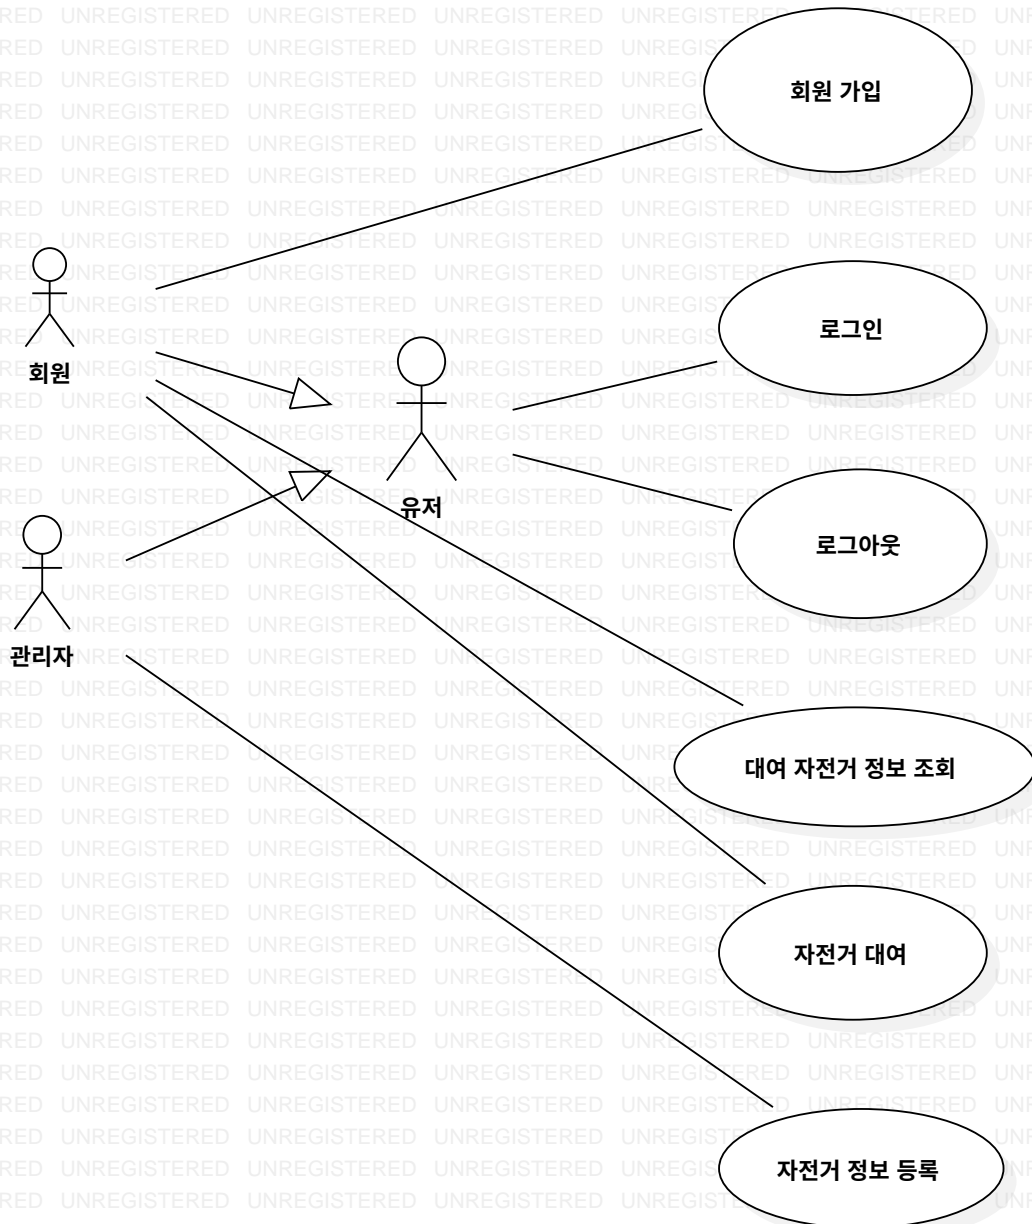 회원 가입
회원
로그인
유저
로그아웃
관리자
대여 자전거 정보 조회
자전거 대여
자전거 정보 등록
UNREGISTERED